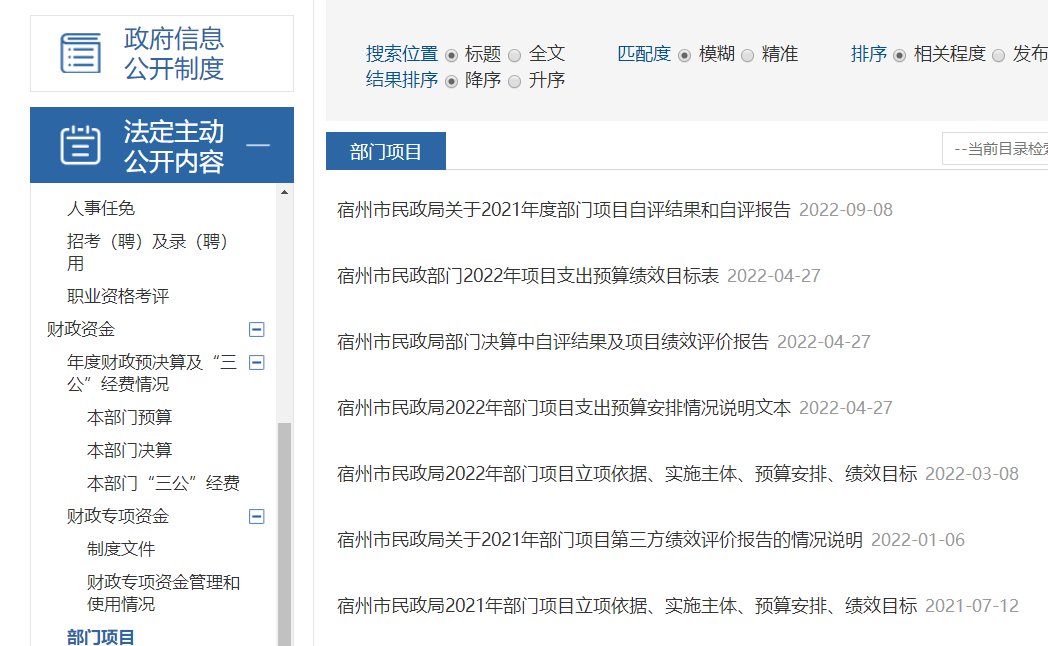 政府信息
公开制度
法定主动
公开内容
人事任免
招考（聘）及录（聘）
用
职业资格考评
财政资金
年度财政预决算及“三
公”经费情况
本部门预算
本部门决算
本部门“三公”经费
财政专项资金
制度文件
财政专项资金管理和
使用情况
部门项目
搜索位置 标题 全文 匹配度 模糊 精准 排序 相关程度 发布
结果排序 降序 升序
部门项目
--当前目录检索
宿州市民政局关于2021年度部门项目自评结果和自评报告 2022-09-08
宿州市民政部门2022年项目支出预算绩效目标表 2022-04-27
宿州市民政局部门决算中自评结果及项目绩效评价报告 2022-04-27
宿州市民政局2022年部门项目支出预算安排情况说明文本 2022-04-27
宿州市民政局2022年部门项目立项依据、实施主体、预算安排、绩效目标 2022-03-08
宿州市民政局关于2021年部门项目第三方绩效评价报告的情况说明 2022-01-06
宿州市民政局2021年部门项目立项依据、实施主体、预算安排、绩效目标 2021-07-12